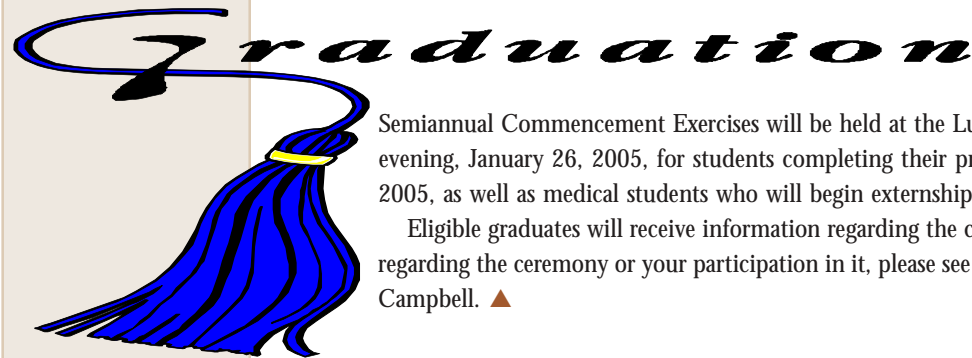 Graduation
Semiannual Commencement Exercises will be held at the Lu
evening, January 26, 2005, for students completing their pr
2005, as well as medical students who will begin externship
Eligible graduates will receive information regarding the c
regarding the ceremony or your participation in it, please see
Campbell.